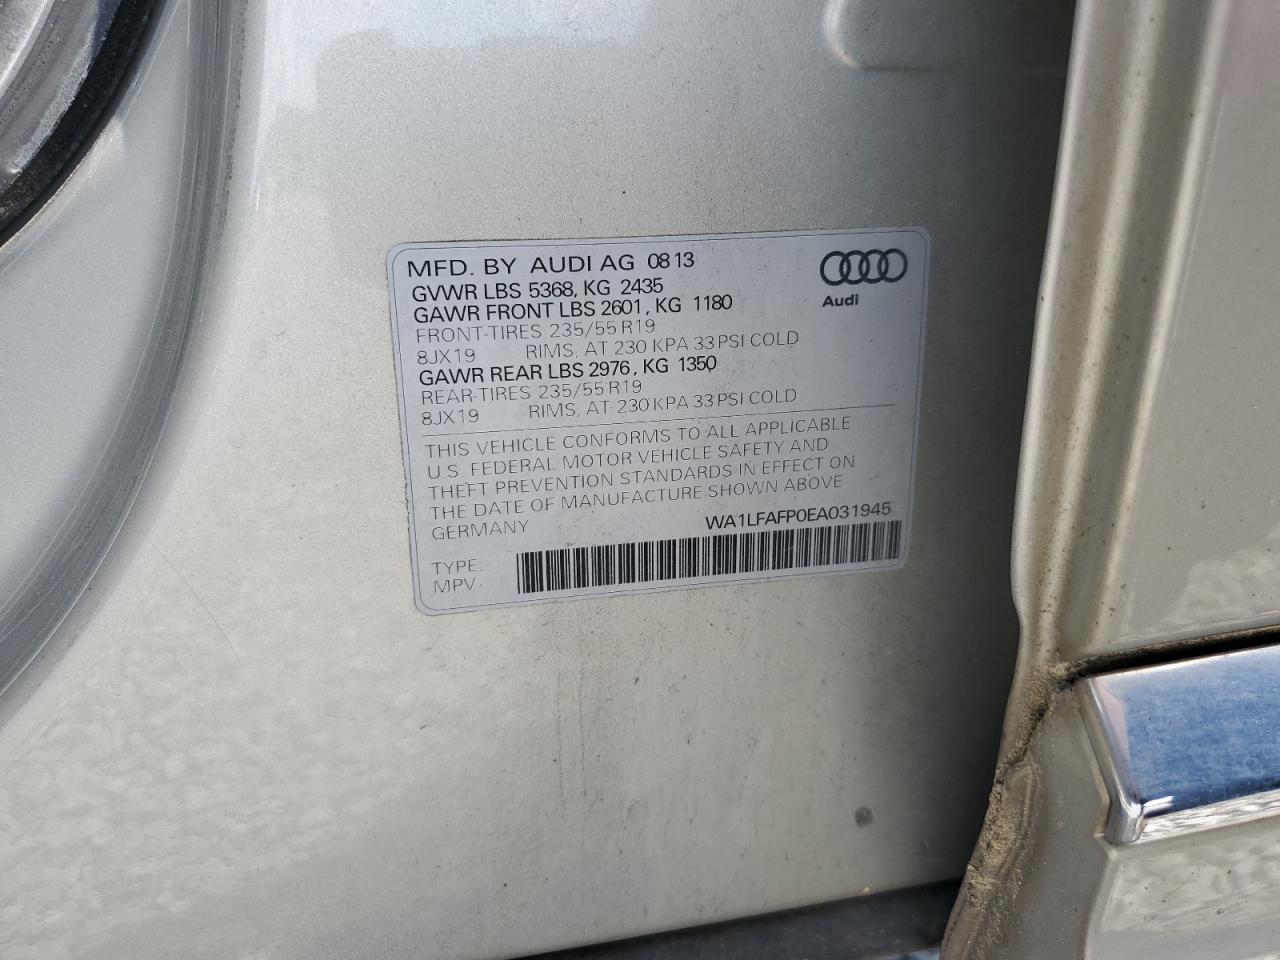 MFD. BY AUDI AG 08 13
Audi
GVWR LBS 5368, KG 2435
GAWR FRONT LBS 2601, KG 1180
FRONT-TIRES 235/55 R19
8JX19 RIMS, AT 230 KPA 33 PSI COLD
GAWR REAR LBS 2976, KG 1350
REAR-TIRES 235/55 R19
8JX19 RIMS, AT 230 KPA 33 PSI COLD
THIS VEHICLE CONFORMS TO ALL APPLICABLE
U.S. FEDERAL MOTOR VEHICLE SAFETY AND
THEFT PREVENTION STANDARDS IN EFFECT ON
THE DATE OF MANUFACTURE SHOWN ABOVE
GERMANY WA1LFAFP0EA031945
TYPE:
MPV